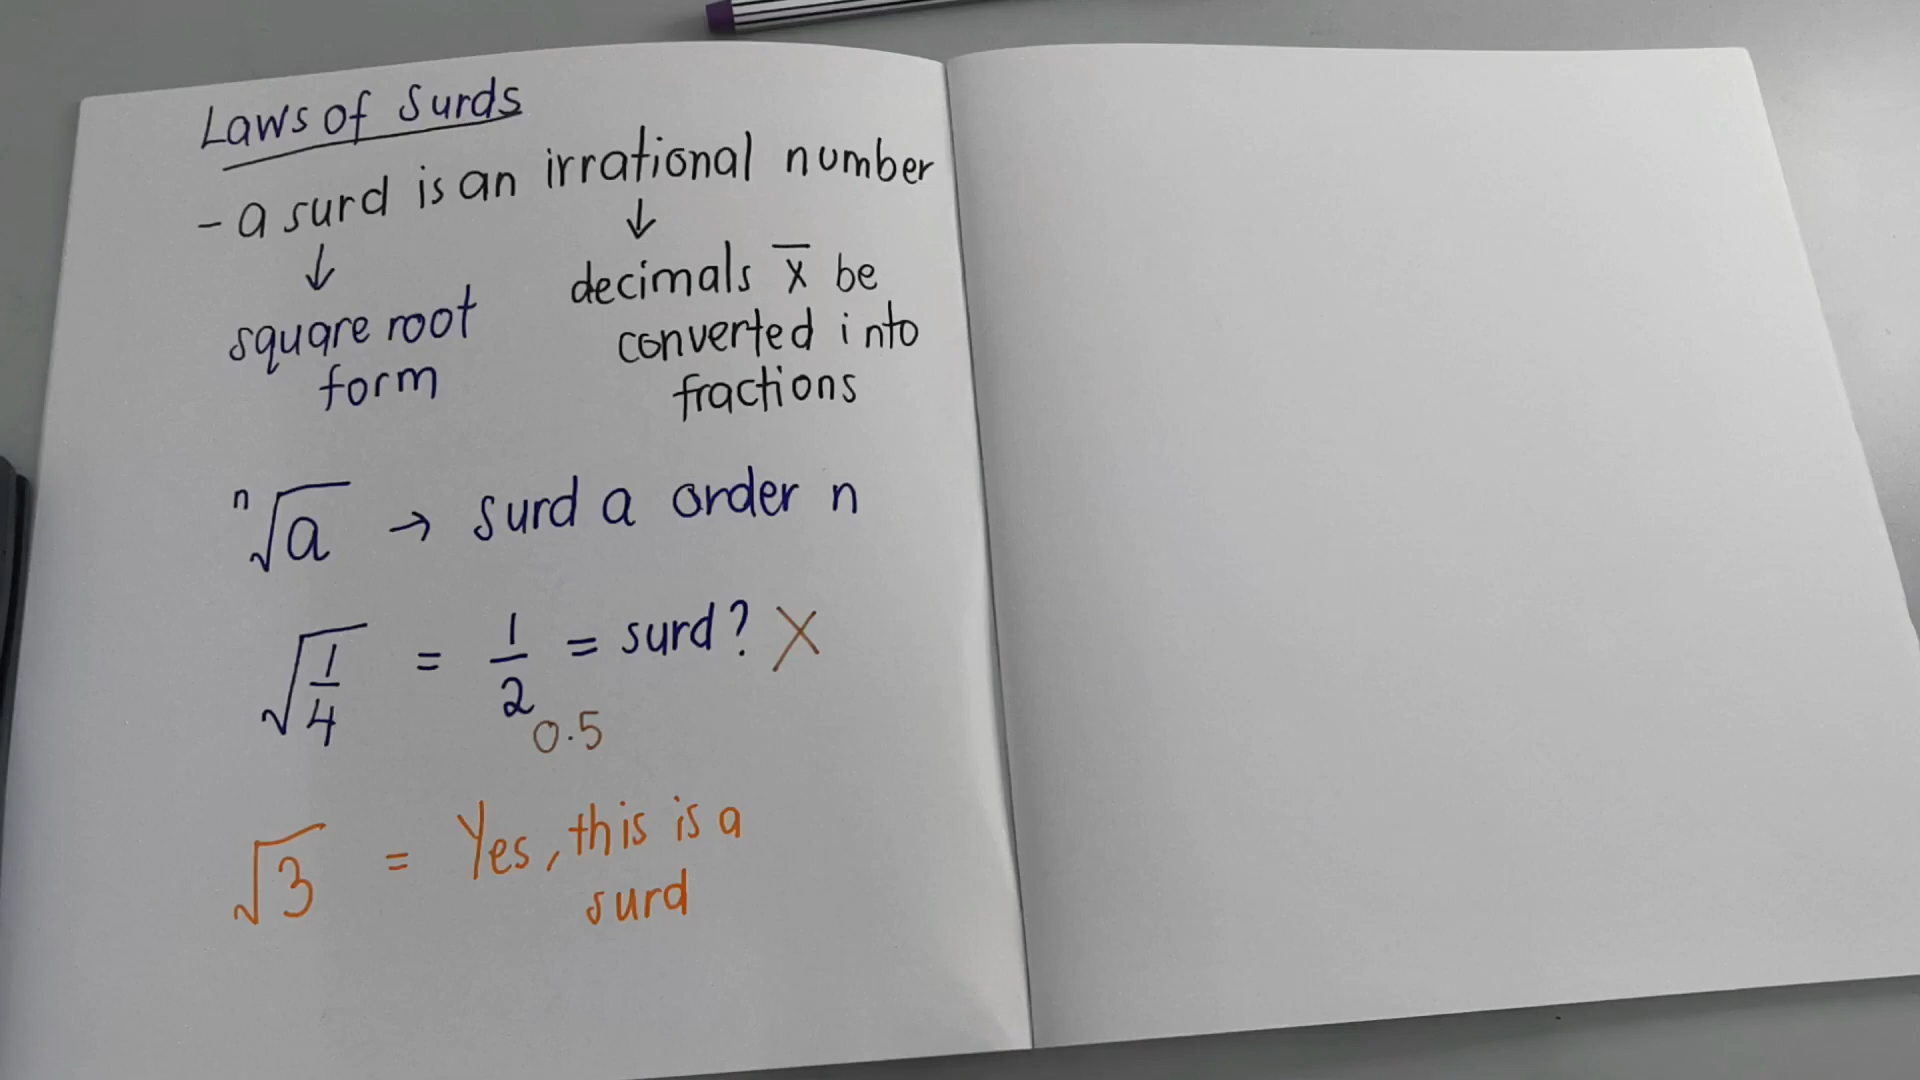 Laws of Surds
- a surd is an irrational number
↓ ↓
square root
form
decimals x̅ be
converted into
fractions
ⁿ√a → surd a order n
√(1/4) = 1/2 = surd? X
0.5
√3 = Yes, this is a
surd